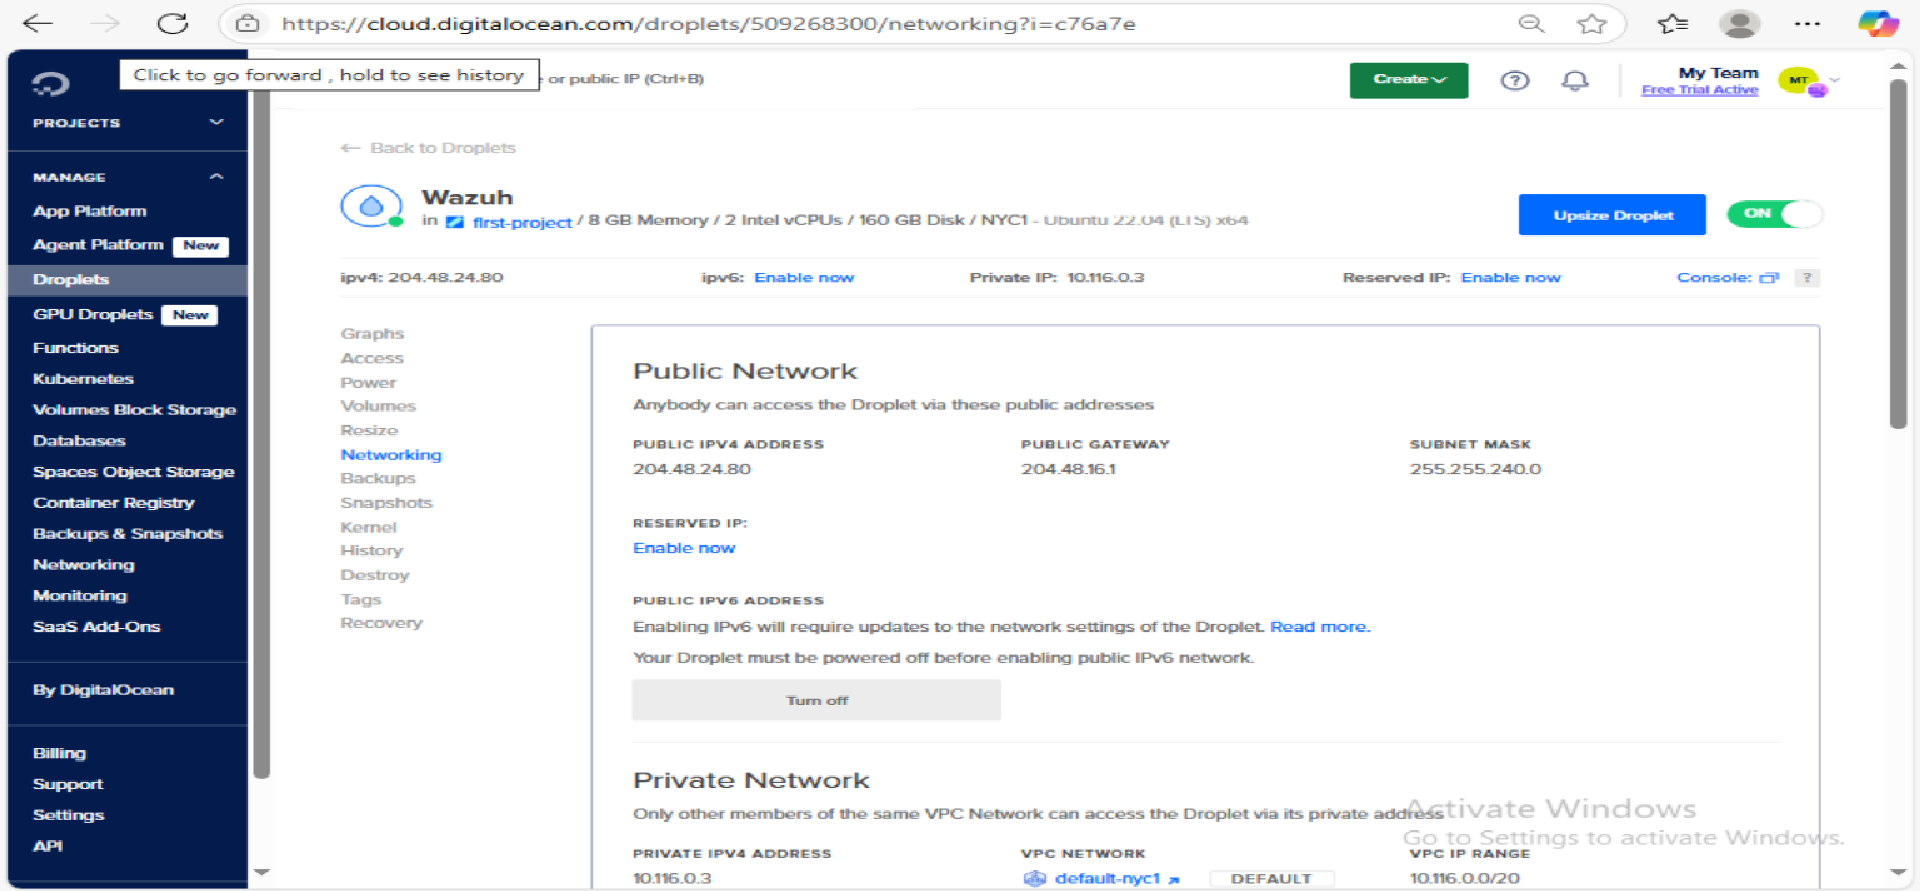 https://cloud.digitalocean.com/droplets/509268300/networking?i=c76a7e
Click to go forward , hold to see history
or public IP (Ctrl+B)
Create
?
My Team
Free Trial Active
MT
PROJECTS
MANAGE
App Platform
Agent Platform New
Droplets
GPU Droplets New
Functions
Kubernetes
Volumes Block Storage
Databases
Spaces Object Storage
Container Registry
Backups & Snapshots
Networking
Monitoring
SaaS Add-Ons
By DigitalOcean
Billing
Support
Settings
API
← Back to Droplets
Wazuh
in first-project / 8 GB Memory / 2 Intel vCPUs / 160 GB Disk / NYC1 - Ubuntu 22.04 (LTS) x64
Upsize Droplet
ON
ipv4: 204.48.24.80
ipv6: Enable now
Private IP: 10.116.0.3
Reserved IP: Enable now
Console: ?
Graphs
Access
Power
Volumes
Resize
Networking
Backups
Snapshots
Kernel
History
Destroy
Tags
Recovery
Public Network
Anybody can access the Droplet via these public addresses
PUBLIC IPV4 ADDRESS
204.48.24.80
PUBLIC GATEWAY
204.48.16.1
SUBNET MASK
255.255.240.0
RESERVED IP:
Enable now
PUBLIC IPV6 ADDRESS
Enabling IPv6 will require updates to the network settings of the Droplet. Read more.
Your Droplet must be powered off before enabling public IPv6 network.
Turn off
Private Network
Only other members of the same VPC Network can access the Droplet via its private address
PRIVATE IPV4 ADDRESS
10.116.0.3
VPC NETWORK
default-nyc1 DEFAULT
VPC IP RANGE
10.116.0.0/20
Activate Windows
Go to Settings to activate Windows.